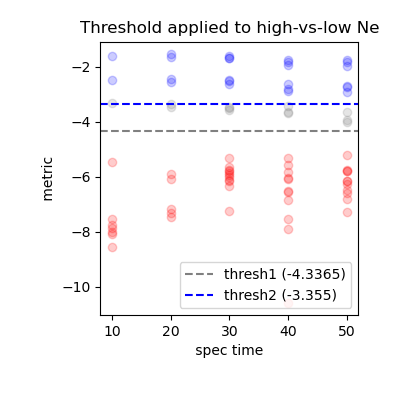 Threshold applied to high-vs-low Ne
−2
−4
−6
−8
−10
metric
thresh1 (-4.3365)
thresh2 (-3.355)
10 20 30 40 50
spec time